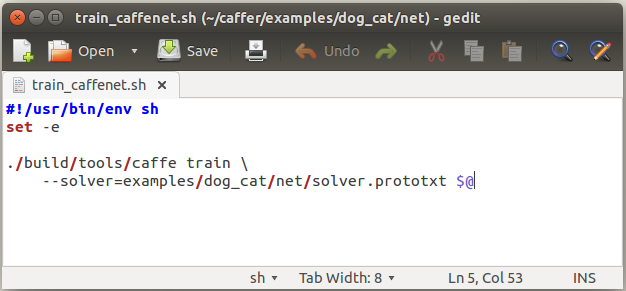 train_caffenet.sh (~/caffer/examples/dog_cat/net) - gedit
Open Save Undo
train_caffenet.sh
#!/usr/bin/env sh
set -e
./build/tools/caffe train \
--solver=examples/dog_cat/net/solver.prototxt $@
sh Tab Width: 8 Ln 5, Col 53 INS